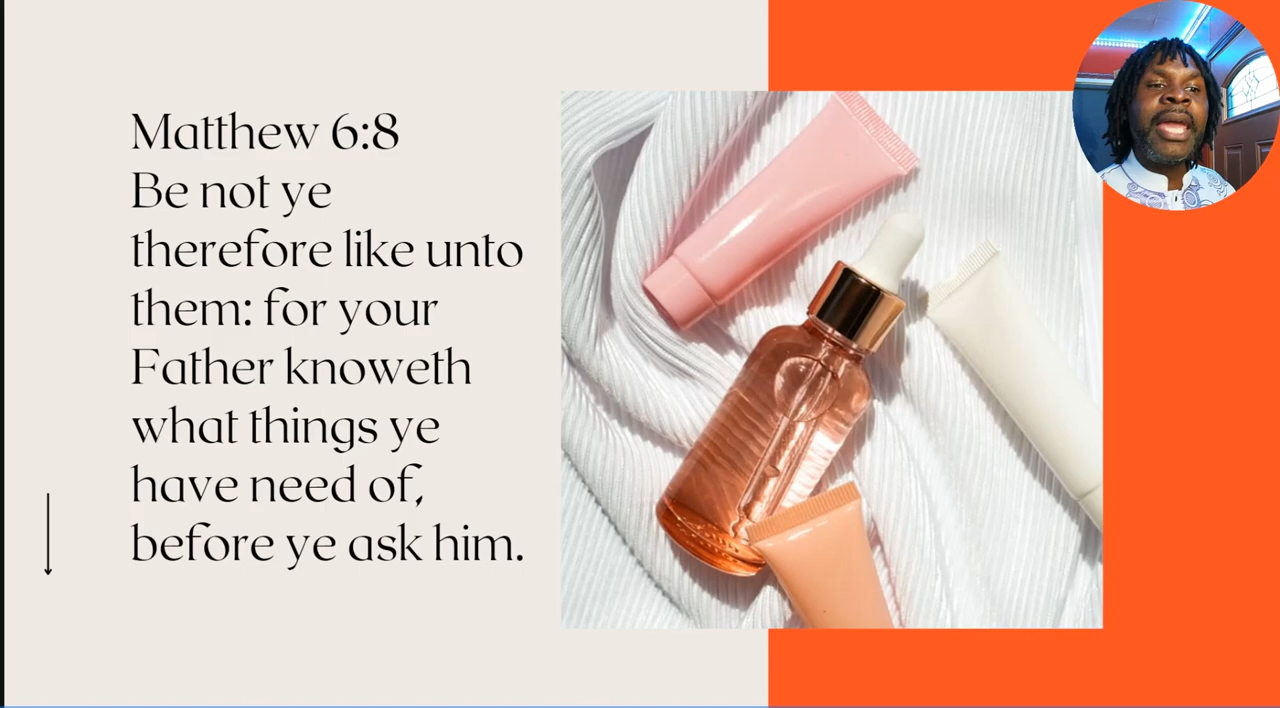 Matthew 6:8
Be not ye
therefore like unto
them: for your
Father knoweth
what things ye
have need of,
before ye ask him.